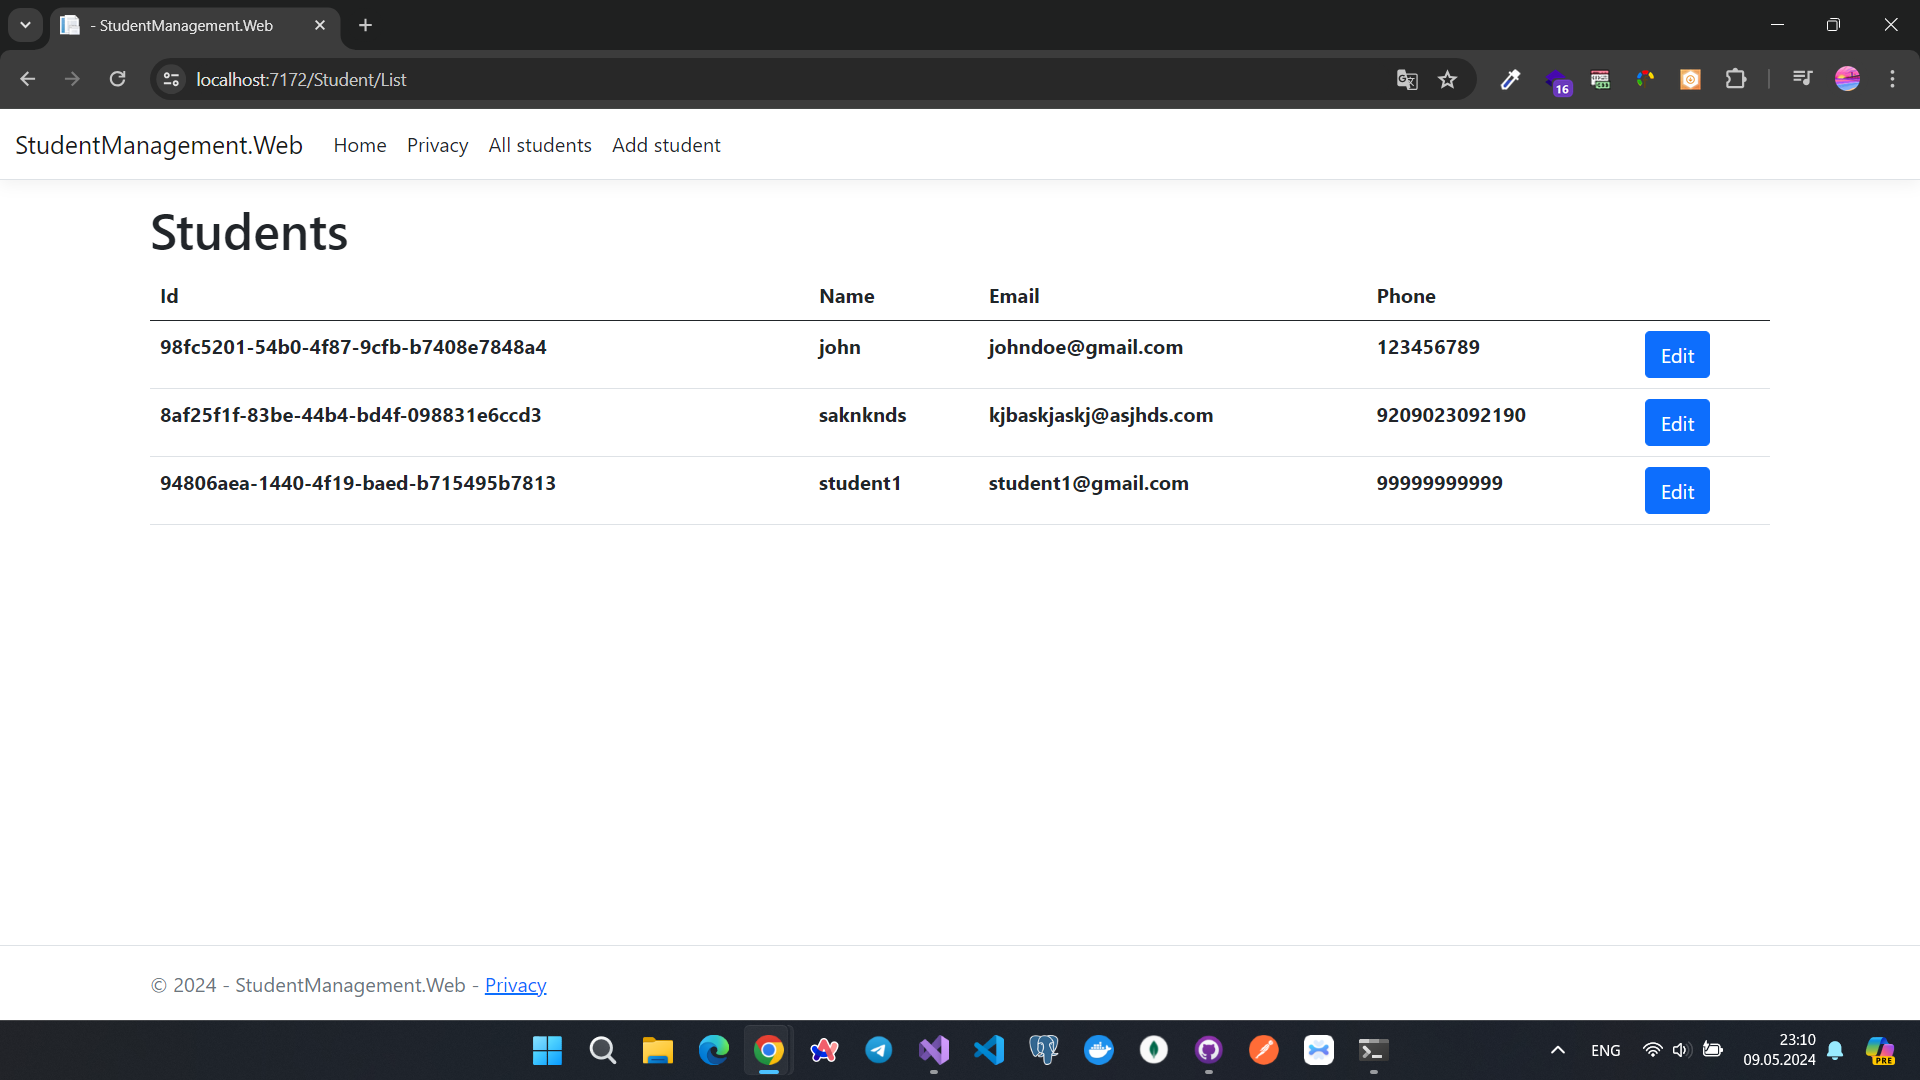 - StudentManagement.Web
localhost:7172/Student/List
16
StudentManagement.Web Home Privacy All students Add student
Students
Id Name Email Phone
98fc5201-54b0-4f87-9cfb-b7408e7848a4 john johndoe@gmail.com 123456789 Edit
8af25f1f-83be-44b4-bd4f-098831e6ccd3 saknknds kjbaskjaskj@asjhds.com 9209023092190 Edit
94806aea-1440-4f19-baed-b715495b7813 student1 student1@gmail.com 99999999999 Edit
© 2024 - StudentManagement.Web - Privacy
ENG
23:10
09.05.2024
PRE